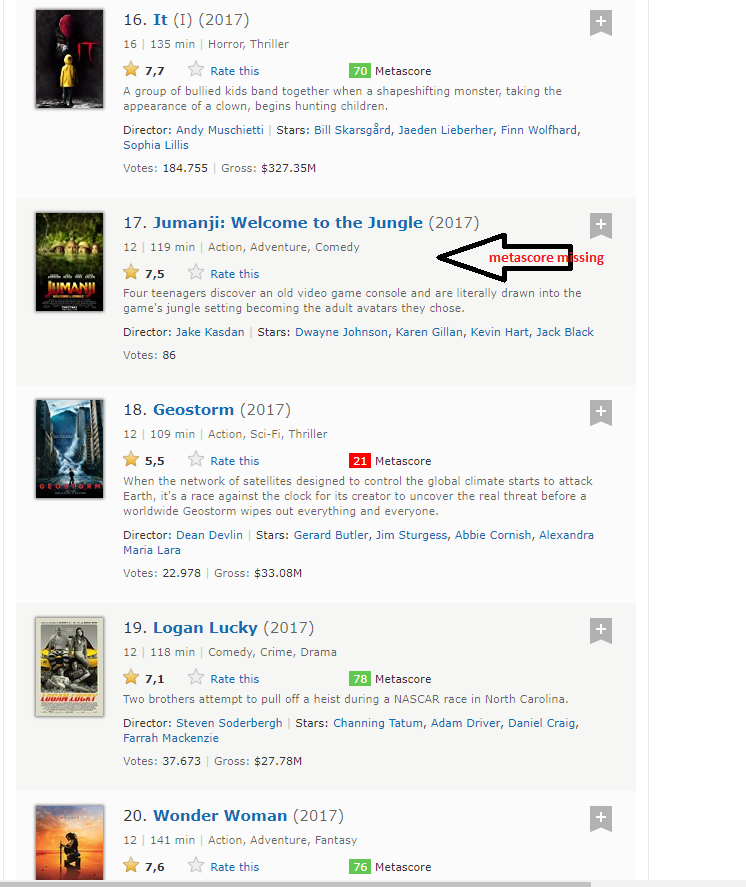 IT
16. It (I) (2017)
16 | 135 min | Horror, Thriller
7,7 Rate this 70 Metascore
A group of bullied kids band together when a shapeshifting monster, taking the
appearance of a clown, begins hunting children.
Director: Andy Muschietti | Stars: Bill Skarsgård, Jaeden Lieberher, Finn Wolfhard,
Sophia Lillis
Votes: 184.755 | Gross: $327.35M
JUMANJI
17. Jumanji: Welcome to the Jungle (2017)
12 | 119 min | Action, Adventure, Comedy
metascore missing
7,5 Rate this
Four teenagers discover an old video game console and are literally drawn into the
game's jungle setting becoming the adult avatars they chose.
Director: Jake Kasdan | Stars: Dwayne Johnson, Karen Gillan, Kevin Hart, Jack Black
Votes: 86
GEOSTORM
18. Geostorm (2017)
12 | 109 min | Action, Sci-Fi, Thriller
5,5 Rate this 21 Metascore
When the network of satellites designed to control the global climate starts to attack
Earth, it's a race against the clock for its creator to uncover the real threat before a
worldwide Geostorm wipes out everything and everyone.
Director: Dean Devlin | Stars: Gerard Butler, Jim Sturgess, Abbie Cornish, Alexandra
Maria Lara
Votes: 22.978 | Gross: $33.08M
LOGAN LUCKY
19. Logan Lucky (2017)
12 | 118 min | Comedy, Crime, Drama
7,1 Rate this 78 Metascore
Two brothers attempt to pull off a heist during a NASCAR race in North Carolina.
Director: Steven Soderbergh | Stars: Channing Tatum, Adam Driver, Daniel Craig,
Farrah Mackenzie
Votes: 37.673 | Gross: $27.78M
20. Wonder Woman (2017)
12 | 141 min | Action, Adventure, Fantasy
7,6 Rate this 76 Metascore